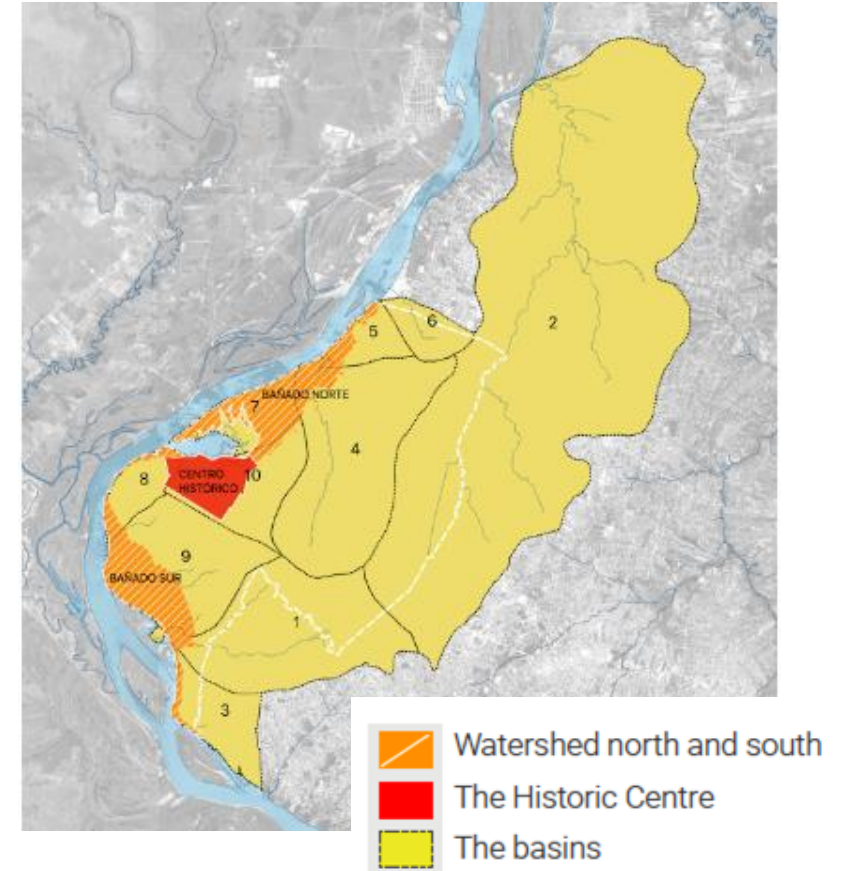 2
6
5
BAÑADO NORTE
7
4
8
CENTRO
HISTÓRICO
10
9
BAÑADO SUR
1
3
Watershed north and south
The Historic Centre
The basins